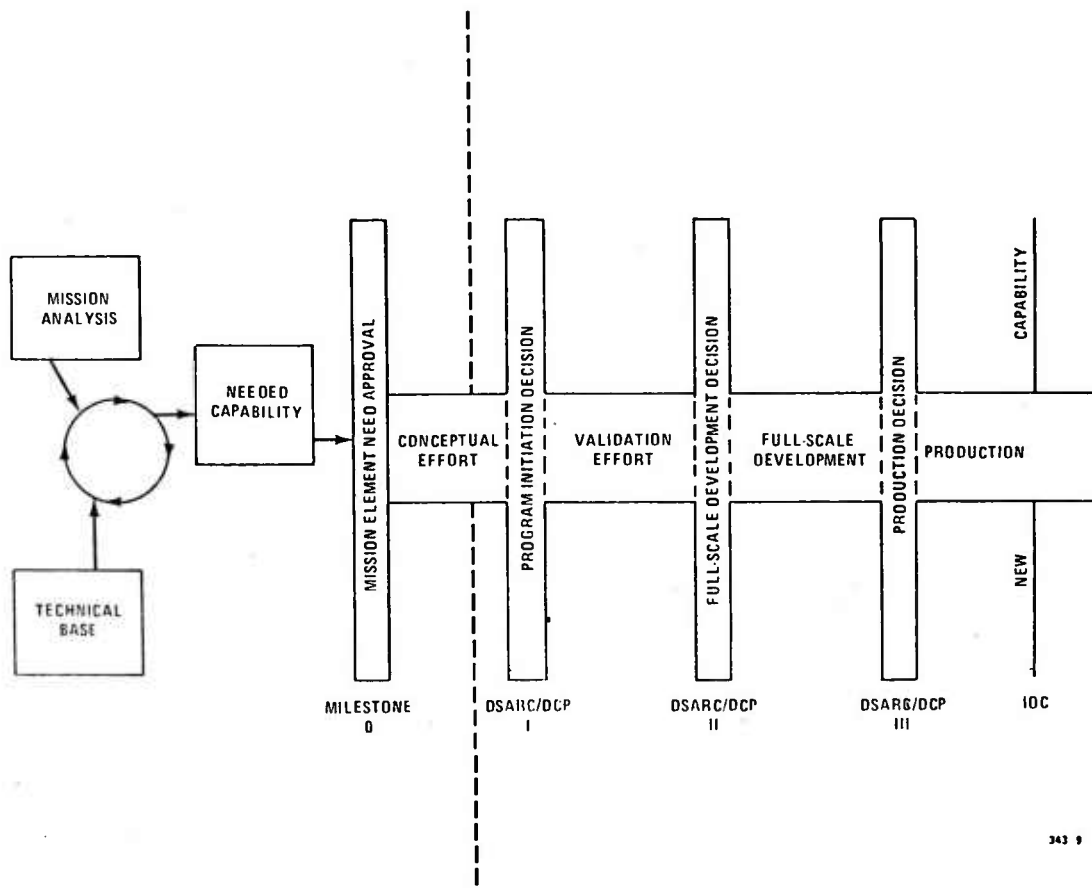 MISSION
ANALYSIS
NEEDED
CAPABILITY
TECHNICAL
BASE
MISSION ELEMENT NEED APPROVAL
CONCEPTUAL
EFFORT
PROGRAM INITIATION DECISION
VALIDATION
EFFORT
FULL-SCALE DEVELOPMENT DECISION
FULL-SCALE
DEVELOPMENT
PRODUCTION DECISION
PRODUCTION
CAPABILITY
NEW
MILESTONE
0
DSARC/DCP
I
DSARC/DCP
II
DSARC/DCP
III
IOC
343 9